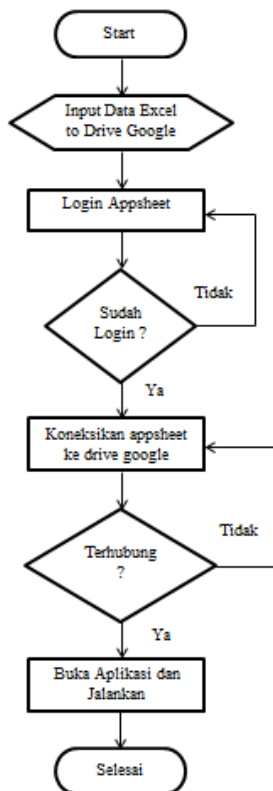 Start
Input Data Excel
to Drive Google
Login Appsheet
Tidak
Sudah
Login ?
Ya
Koneksikan appsheet
ke drive google
Tidak
Terhubung
?
Ya
Buka Aplikasi dan
Jalankan
Selesai